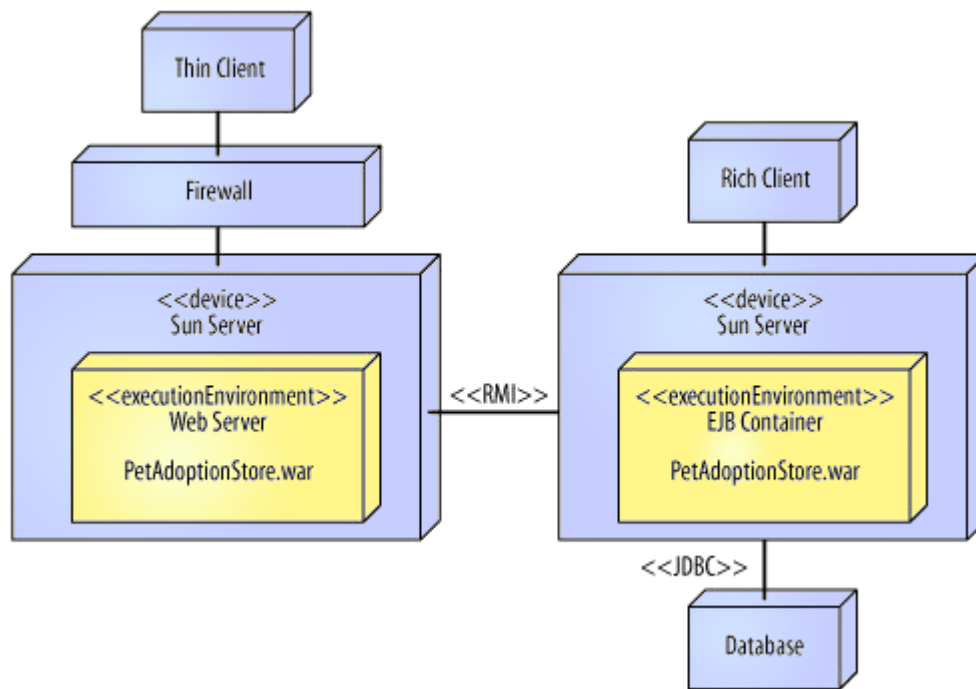 Thin Client
Firewall
Rich Client
<<device>>
Sun Server
<<executionEnvironment>>
Web Server
PetAdoptionStore.war
<<RMI>>
<<device>>
Sun Server
<<executionEnvironment>>
EJB Container
PetAdoptionStore.war
<<JDBC>>
Database